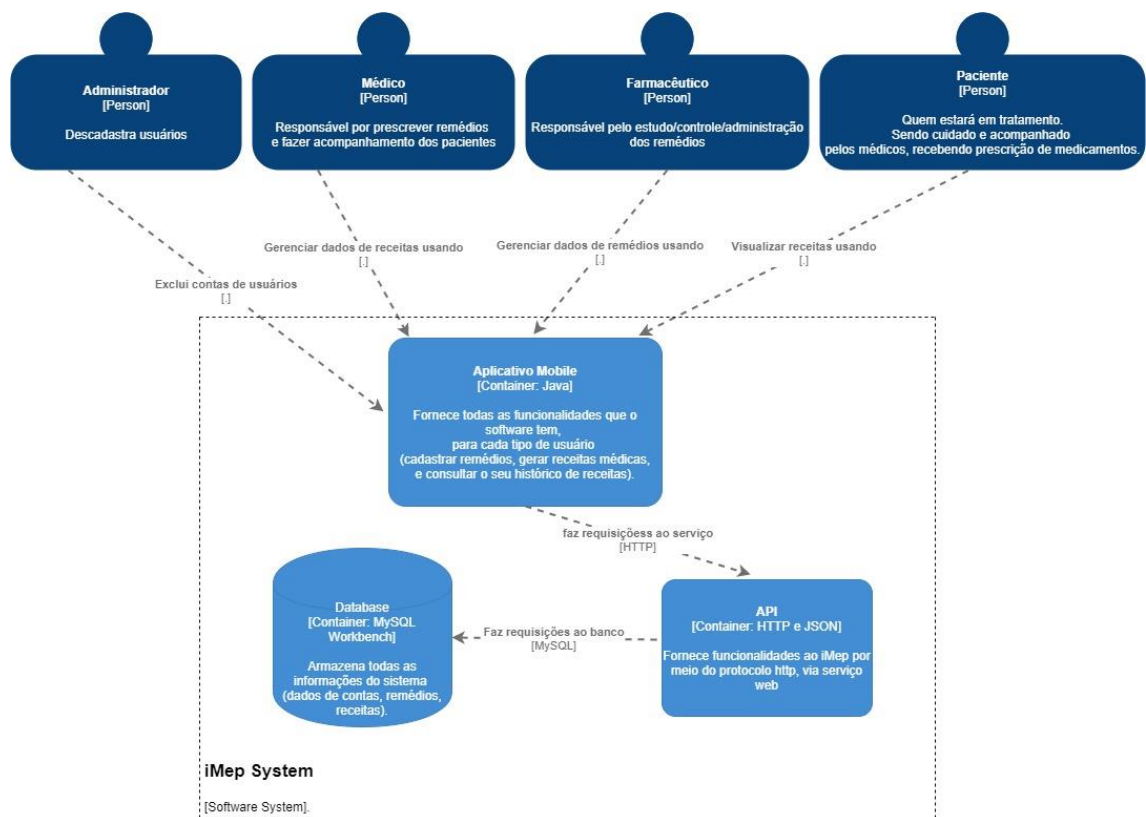 Administrador
[Person]
Descadastra usuários
Médico
[Person]
Responsável por prescrever remédios
e fazer acompanhamento dos pacientes
Farmacêutico
[Person]
Responsável pelo estudo/controle/administração
dos remédios
Paciente
[Person]
Quem estará em tratamento.
Sendo cuidado e acompanhado
pelos médicos, recebendo prescrição de medicamentos.
Exclui contas de usuários
[.]
Gerenciar dados de receitas usando
[.]
Gerenciar dados de remédios usando
[.]
Visualizar receitas usando
[.]
Aplicativo Mobile
[Container: Java]
Fornece todas as funcionalidades que o
software tem,
para cada tipo de usuário
(cadastrar remédios, gerar receitas médicas,
e consultar o seu histórico de receitas).
faz requisiçõess ao serviço
[HTTP]
Database
[Container: MySQL
Workbench]
Armazena todas as
informações do sistema
(dados de contas, remédios,
receitas).
Faz requisições ao banco
[MySQL]
API
[Container: HTTP e JSON]
Fornece funcionalidades ao iMep por
meio do protocolo http, via serviço
web
iMep System
[Software System].